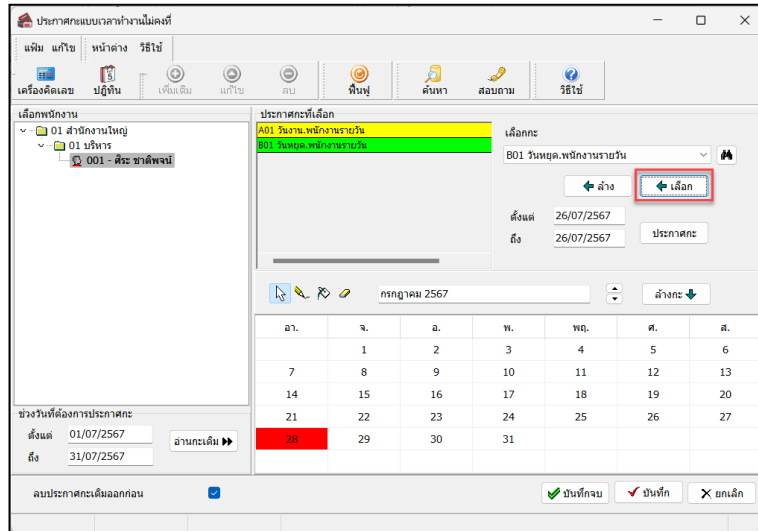 ประกาศกะแบบเวลาทำงานไม่คงที่
แฟ้ม แก้ไข หน้าต่าง วิธีใช้
เครื่องคิดเลข ปฏิทิน เพิ่มเติม แก้ไข ลบ ฟื้นฟู ค้นหา สอบถาม วิธีใช้
เลือกพนักงาน
01 สำนักงานใหญ่
01 บริหาร
001 - ศิระ ชาติพจน์
ประกาศกะที่เลือก
A01 วันงาน.พนักงานรายวัน
B01 วันหยุด.พนักงานรายวัน
เลือกกะ
B01 วันหยุด.พนักงานรายวัน
ล้าง เลือก
ตั้งแต่ 26/07/2567
ถึง 26/07/2567
ประกาศกะ
กรกฎาคม 2567 ล้างกะ
อา. จ. อ. พ. พฤ. ศ. ส.
1 2 3 4 5 6
7 8 9 10 11 12 13
14 15 16 17 18 19 20
21 22 23 24 25 26 27
28 29 30 31
ช่วงวันที่ต้องการประกาศกะ
ตั้งแต่ 01/07/2567
อ่านกะเดิม
ถึง 31/07/2567
ลบประกาศกะเดิมออกก่อน บันทึกจบ บันทึก ยกเลิก